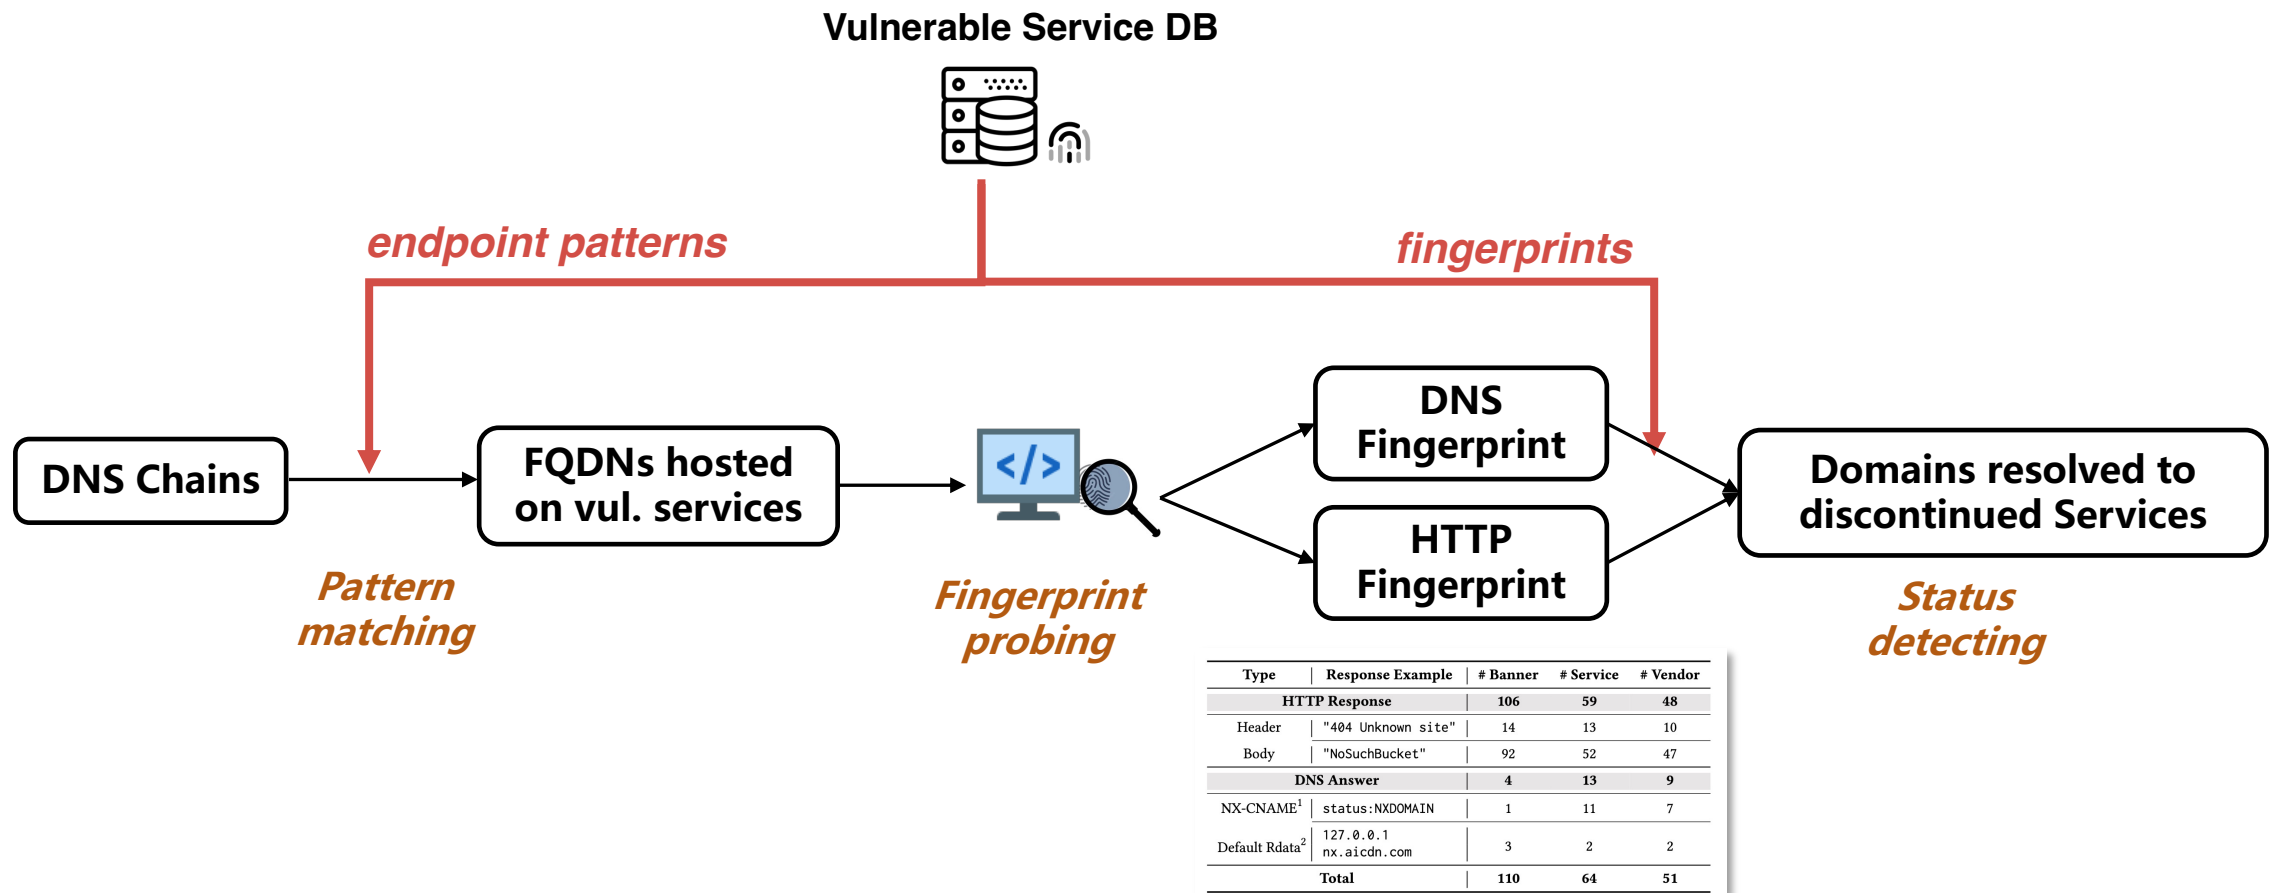 Vulnerable Service DB
endpoint patterns
fingerprints
DNS Chains
FQDNs hosted
on vul. services
</>
DNS
Fingerprint
HTTP
Fingerprint
Domains resolved to
discontinued Services
Pattern
matching
Fingerprint
probing
Status
detecting
Type Response Example # Banner # Service # Vendor
HTTP Response 106 59 48
Header "404 Unknown site" 14 13 10
Body "NoSuchBucket" 92 52 47
DNS Answer 4 13 9
NX-CNAME¹ status:NXDOMAIN 1 11 7
Default Rdata² 127.0.0.1 3 2 2
nx.aicdn.com
Total 110 64 51